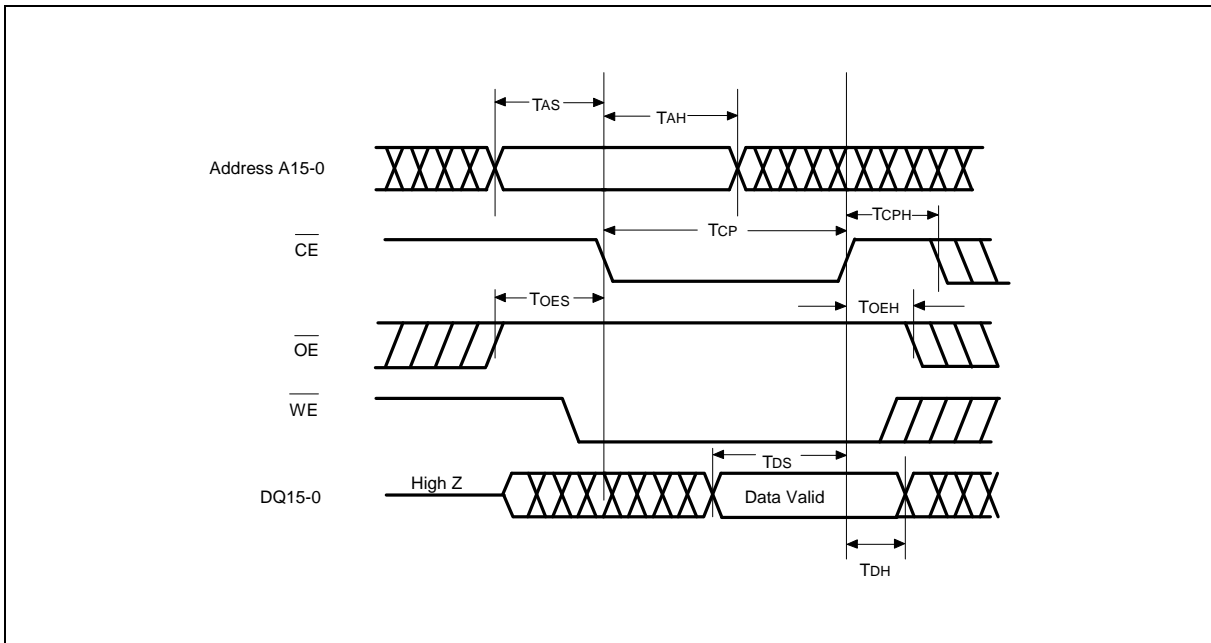 TAS
TAH
Address A15-0
TCPH
TCP
CE
TOES
TOEH
OE
WE
TDS
High Z
DQ15-0
Data Valid
TDH